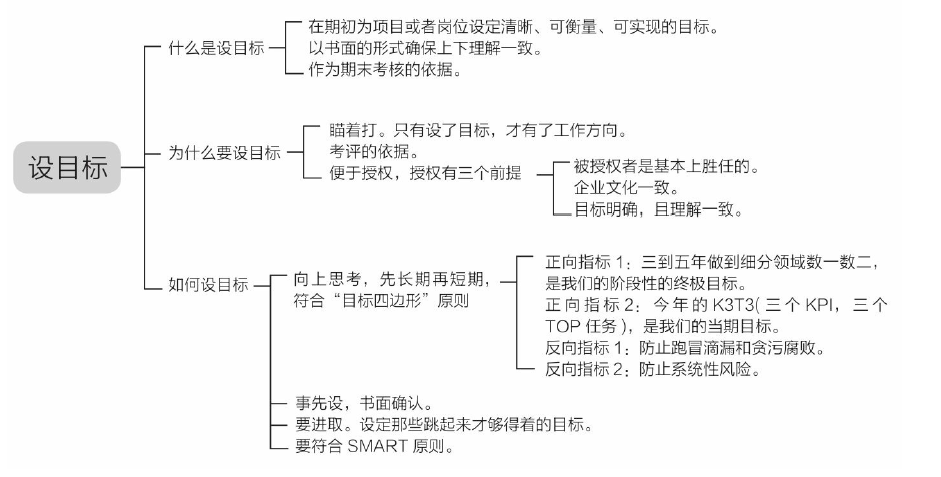 设目标
什么是设目标
在期初为项目或者岗位设定清晰、可衡量、可实现的目标。
以书面的形式确保上下理解一致。
作为期末考核的依据。
为什么要设目标
瞄着打。只有设了目标，才有了工作方向。
考评的依据。
便于授权，授权有三个前提
被授权者是基本上胜任的。
企业文化一致。
目标明确，且理解一致。
如何设目标
向上思考，先长期再短期，
符合“目标四边形”原则
正向指标 1：三到五年做到细分领域数一数二，
是我们的阶段性的终极目标。
正向指标 2：今年的 K3T3( 三个 KPI，三个
TOP 任务 )，是我们的当期目标。
反向指标 1：防止跑冒滴漏和贪污腐败。
反向指标 2：防止系统性风险。
事先设，书面确认。
要进取。设定那些跳起来才够得着的目标。
要符合 SMART 原则。